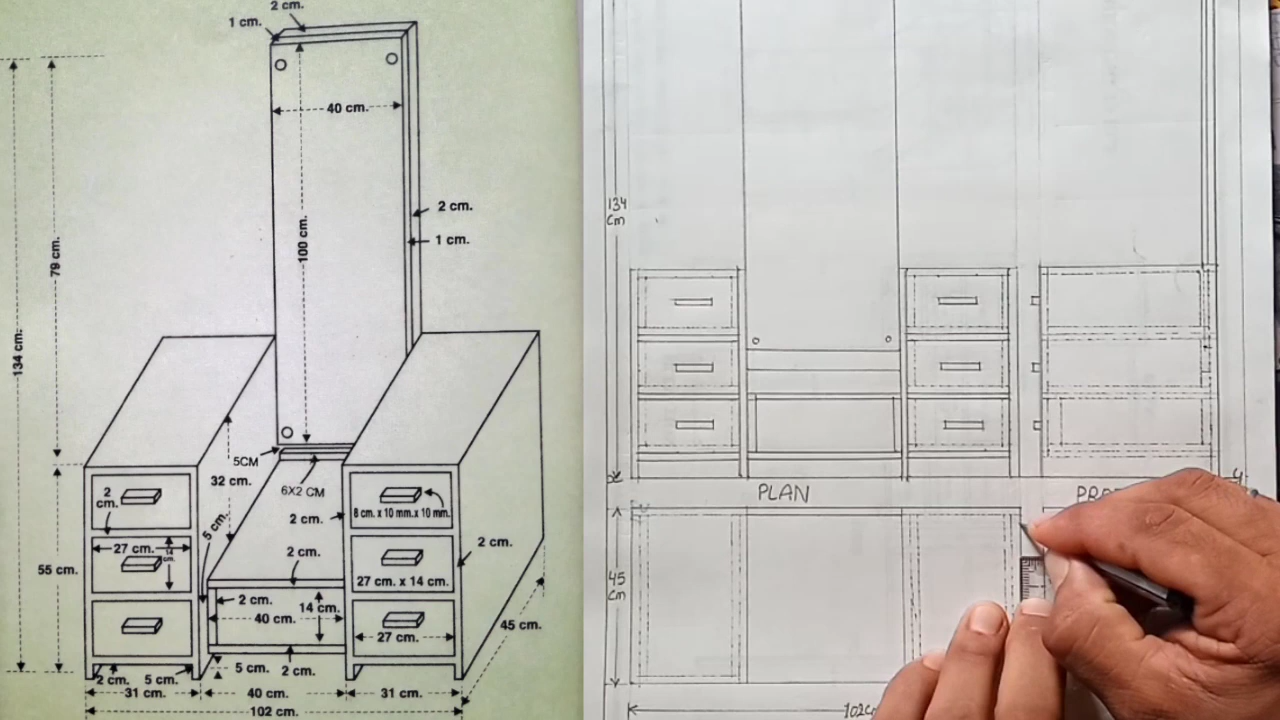 2 cm.
1 cm.
40 cm.
100 cm.
2 cm.
1 cm.
79 cm.
134 cm.
5CM
32 cm.
6X2 CM
2 cm.
8 cm. x 10 mm.x 10 mm.
2
cm.
5 cm.
27 cm.
14
cm.
2 cm.
2 cm.
55 cm.
27 cm. x 14 cm.
2 cm.
14 cm.
40 cm.
27 cm.
45 cm.
2 cm.
5 cm.
5 cm.
2 cm.
31 cm.
40 cm.
31 cm.
102 cm.
134
Cm
PLAN
45
Cm